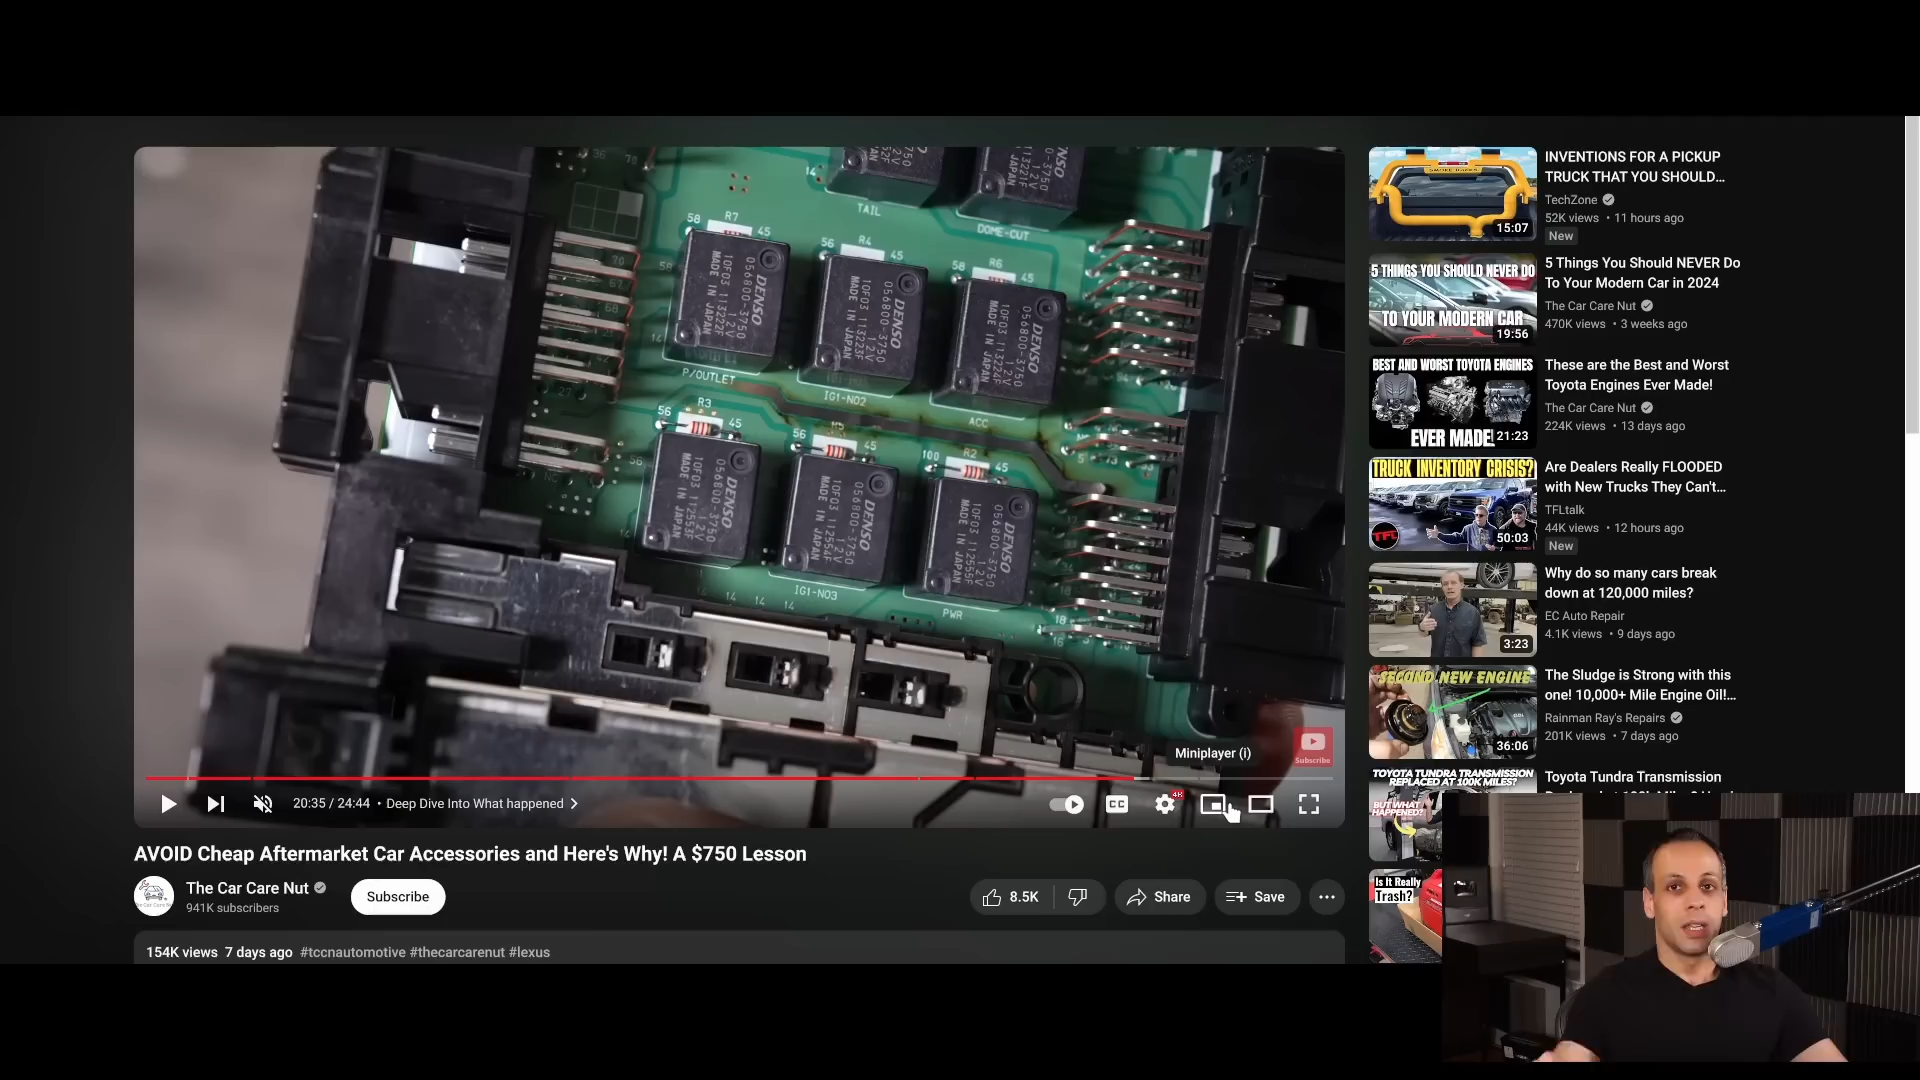 36
70
14
TAIL
DOME-CUT
58
R7
45
56
R4
45
58
R6
45
DENSO
056800-3750
12V
10F03 113222F
MADE IN JAPAN
DENSO
056800-3750
12V
10F03 113223F
MADE IN JAPAN
DENSO
056800-3750
12V
10F03 113224F
MADE IN JAPAN
P/OUTLET
IG1-NO2
ACC
56
R3
45
56
45
100
R2
45
DENSO
056800-3750
12V
10F03 112553F
MADE IN JAPAN
DENSO
056800-3750
12V
10F03 112554F
MADE IN JAPAN
DENSO
056800-3750
12V
10F03 112555F
MADE IN JAPAN
14
14
14
14
IG1-NO3
PWR
Miniplayer (i)
Subscribe
20:35 / 24:44 • Deep Dive Into What happened
CC
4K
AVOID Cheap Aftermarket Car Accessories and Here's Why! A $750 Lesson
The Car Care Nut
941K subscribers
Subscribe
8.5K
Share
Save
154K views 7 days ago #tccnautomotive #thecarcarenut #lexus
15:07
INVENTIONS FOR A PICKUP
TRUCK THAT YOU SHOULD...
TechZone
52K views • 11 hours ago
New
5 THINGS YOU SHOULD NEVER DO
TO YOUR MODERN CAR
19:56
5 Things You Should NEVER Do
To Your Modern Car in 2024
The Car Care Nut
470K views • 3 weeks ago
BEST AND WORST TOYOTA ENGINES
EVER MADE!
21:23
These are the Best and Worst
Toyota Engines Ever Made!
The Car Care Nut
224K views • 13 days ago
TRUCK INVENTORY CRISIS?
TFL
50:03
Are Dealers Really FLOODED
with New Trucks They Can't...
TFLtalk
44K views • 12 hours ago
New
3:23
Why do so many cars break
down at 120,000 miles?
EC Auto Repair
4.1K views • 9 days ago
SECOND NEW ENGINE
36:06
The Sludge is Strong with this
one! 10,000+ Mile Engine Oil!...
Rainman Ray's Repairs
201K views • 7 days ago
TOYOTA TUNDRA TRANSMISSION
REPLACED AT 100K MILES?
BUT WHAT
HAPPENED?
Toyota Tundra Transmission
Is It Really
Trash?